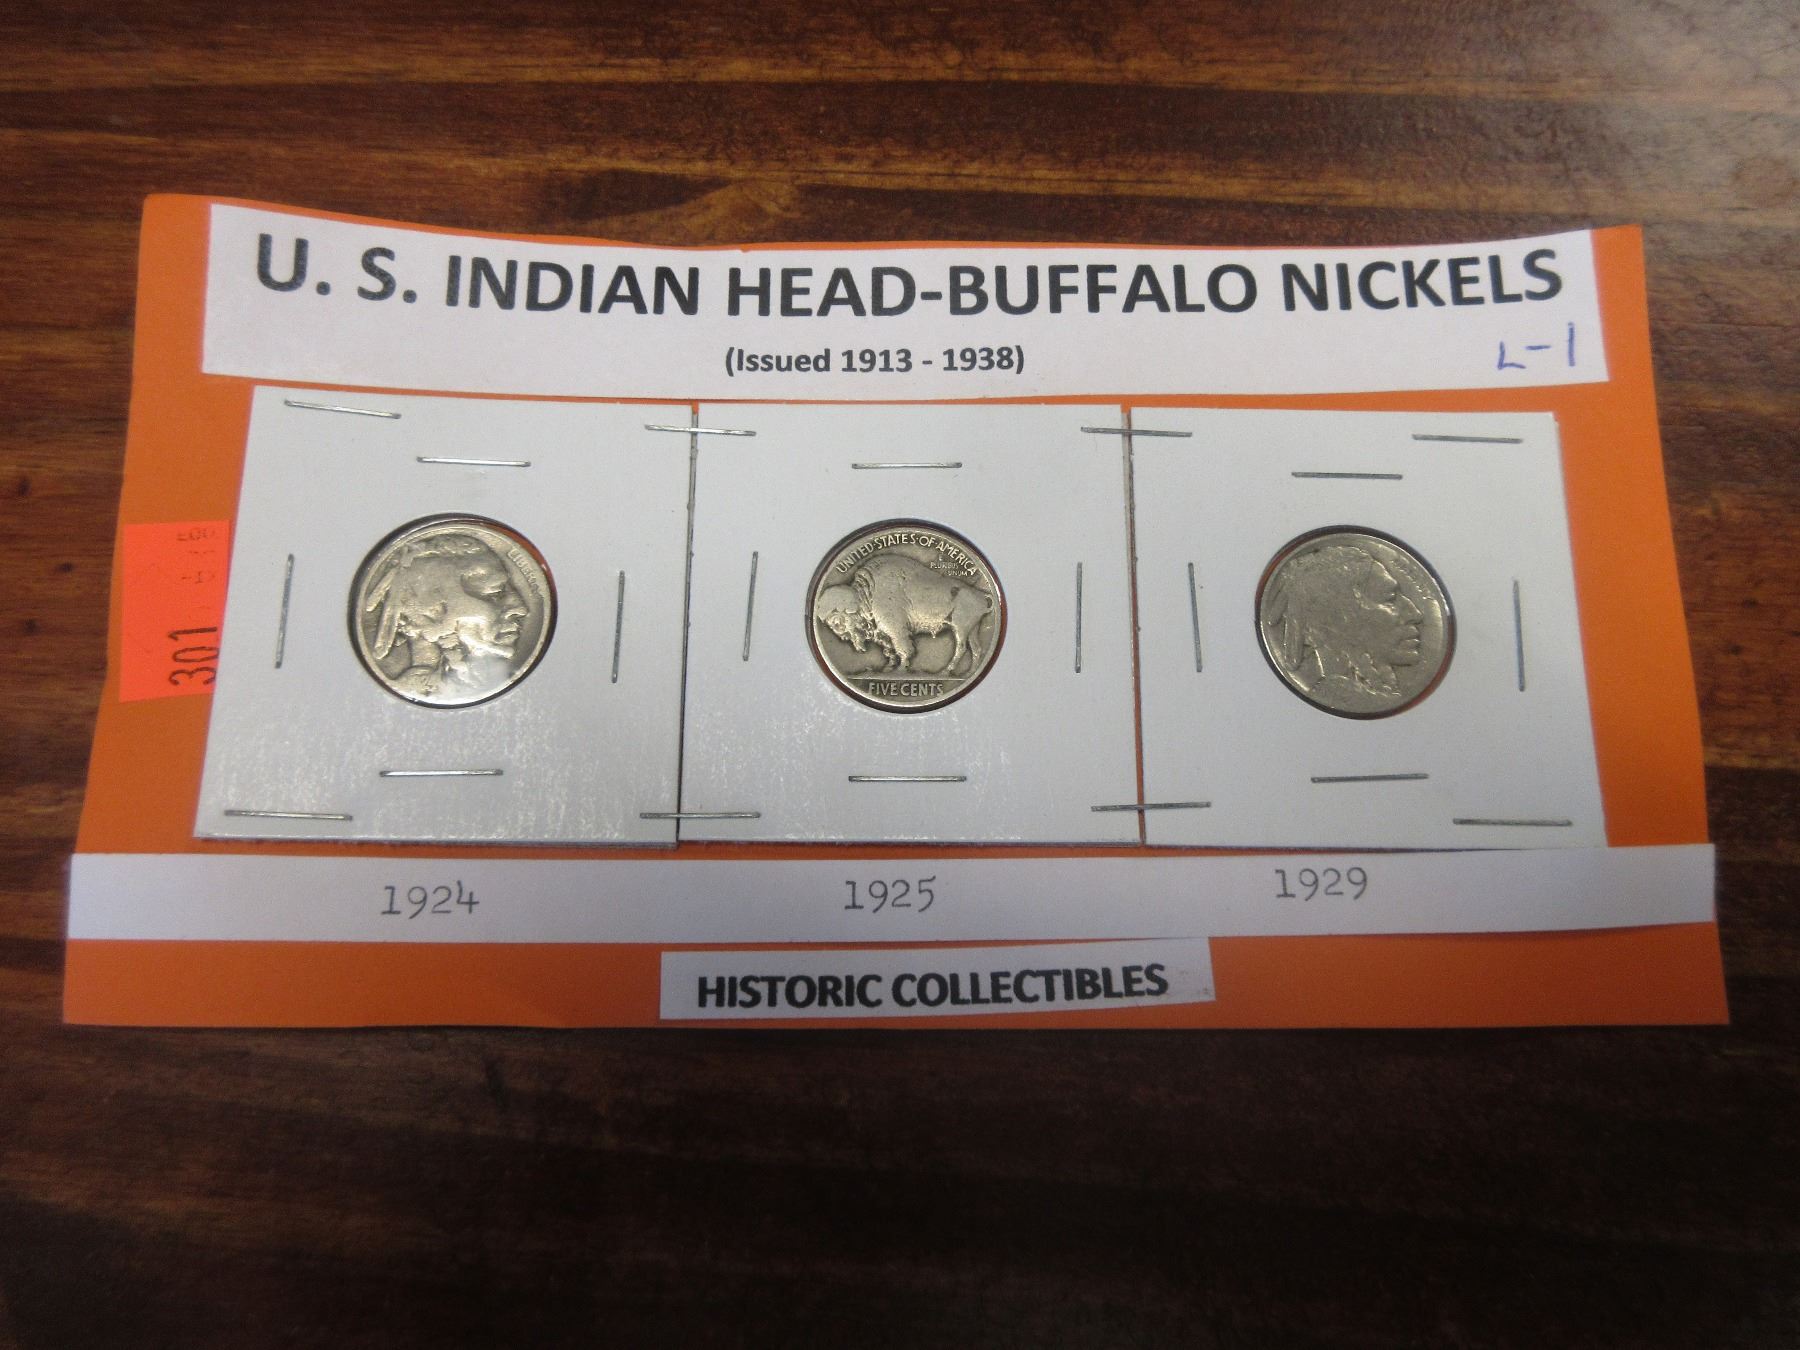 U. S. INDIAN HEAD-BUFFALO NICKELS
(Issued 1913 - 1938)
L-1
301
LIBERTY
UNITED·STATES·OF·AMERICA
E
PLURIBUS
UNUM
FIVE CENTS
1924
1925
1929
HISTORIC COLLECTIBLES